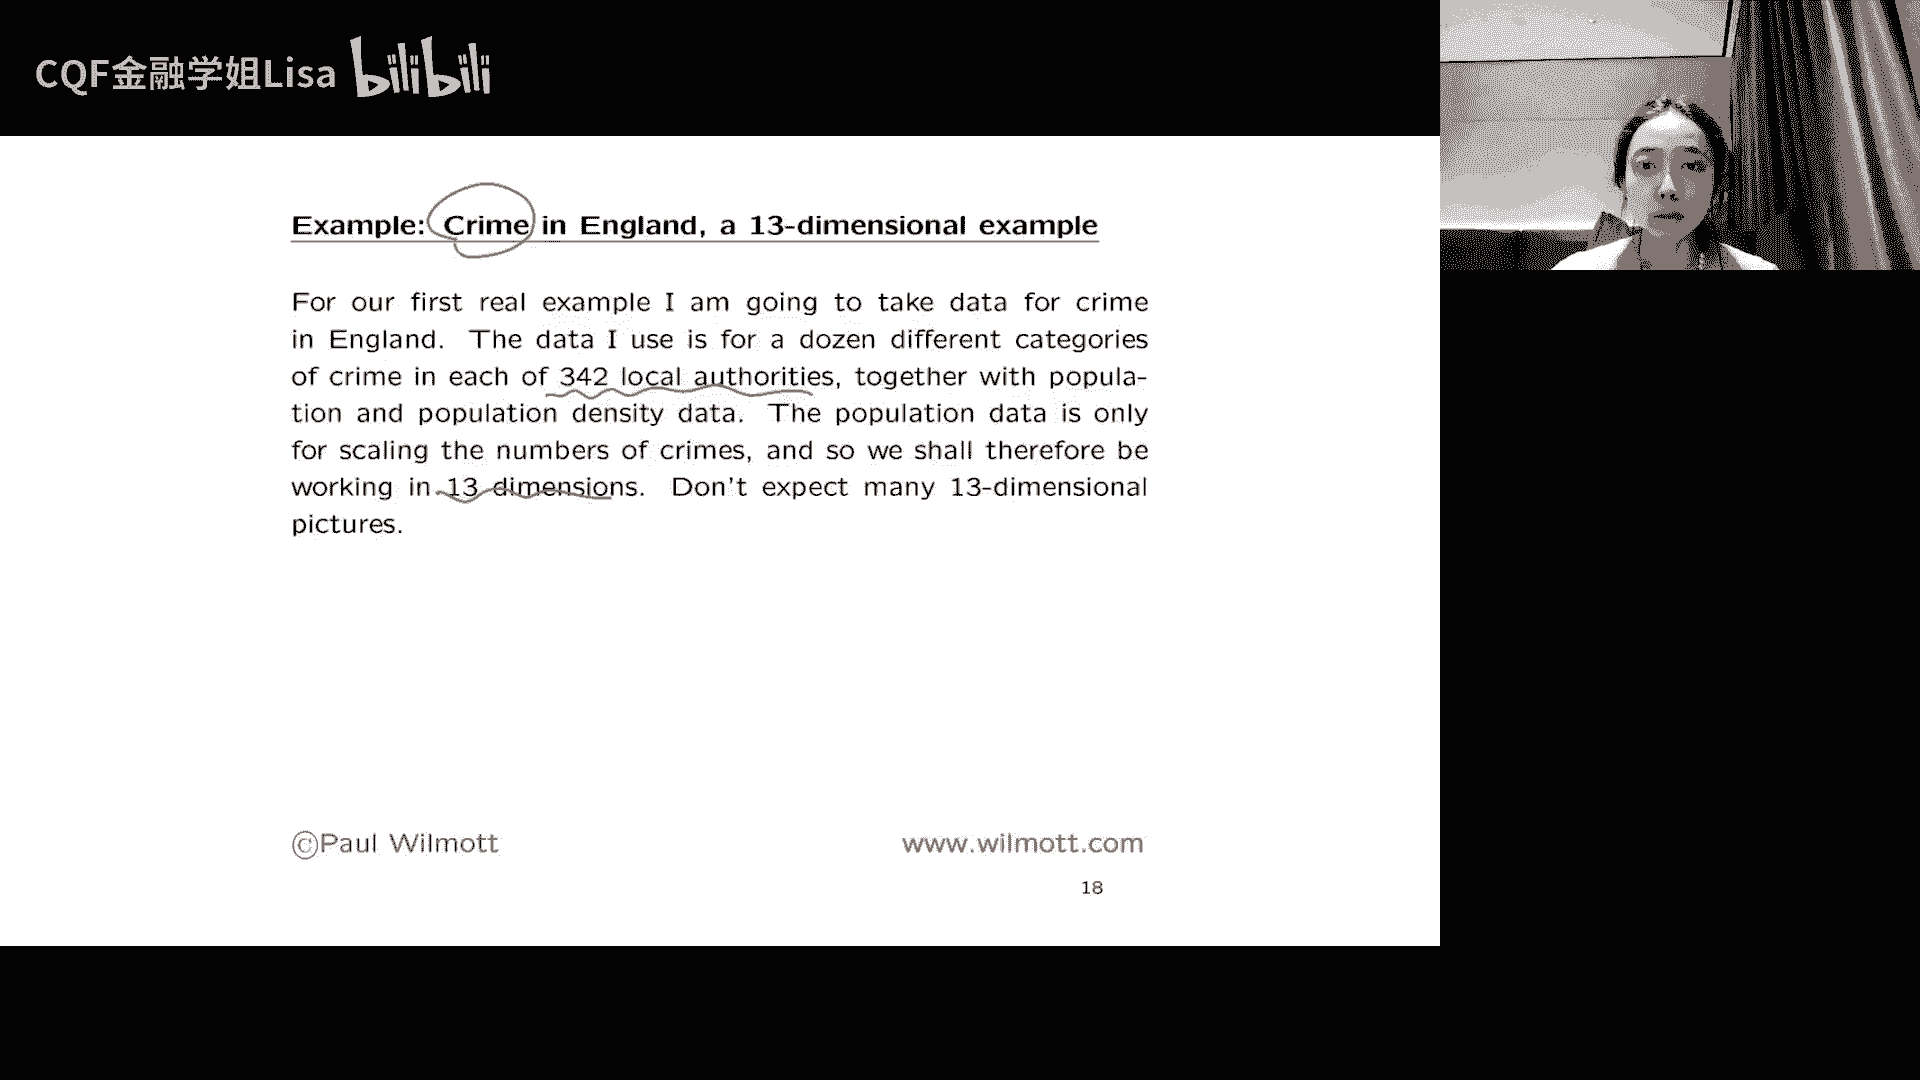 CQF金融学姐Lisa bilibili
Example: Crime in England, a 13-dimensional example
For our first real example I am going to take data for crime
in England. The data I use is for a dozen different categories
of crime in each of 342 local authorities, together with popula-
tion and population density data. The population data is only
for scaling the numbers of crimes, and so we shall therefore be
working in 13 dimensions. Don't expect many 13-dimensional
pictures.
©Paul Wilmott www.wilmott.com
18